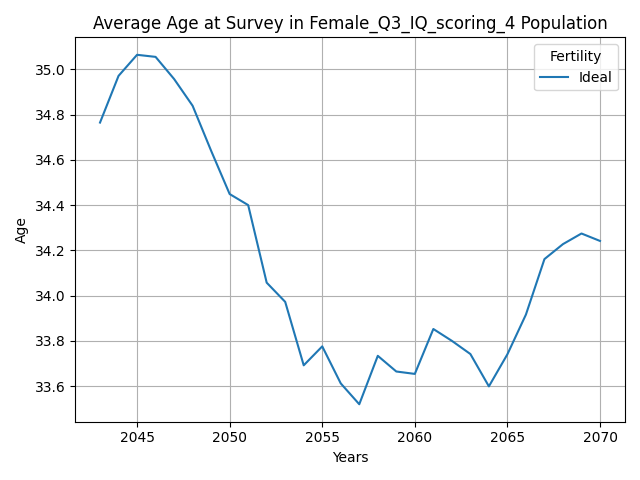 Average Age at Survey in Female_Q3_IQ_scoring_4 Population
Fertility
Ideal
35.0
34.8
34.6
34.4
34.2
34.0
33.8
33.6
Age
2045 2050 2055 2060 2065 2070
Years